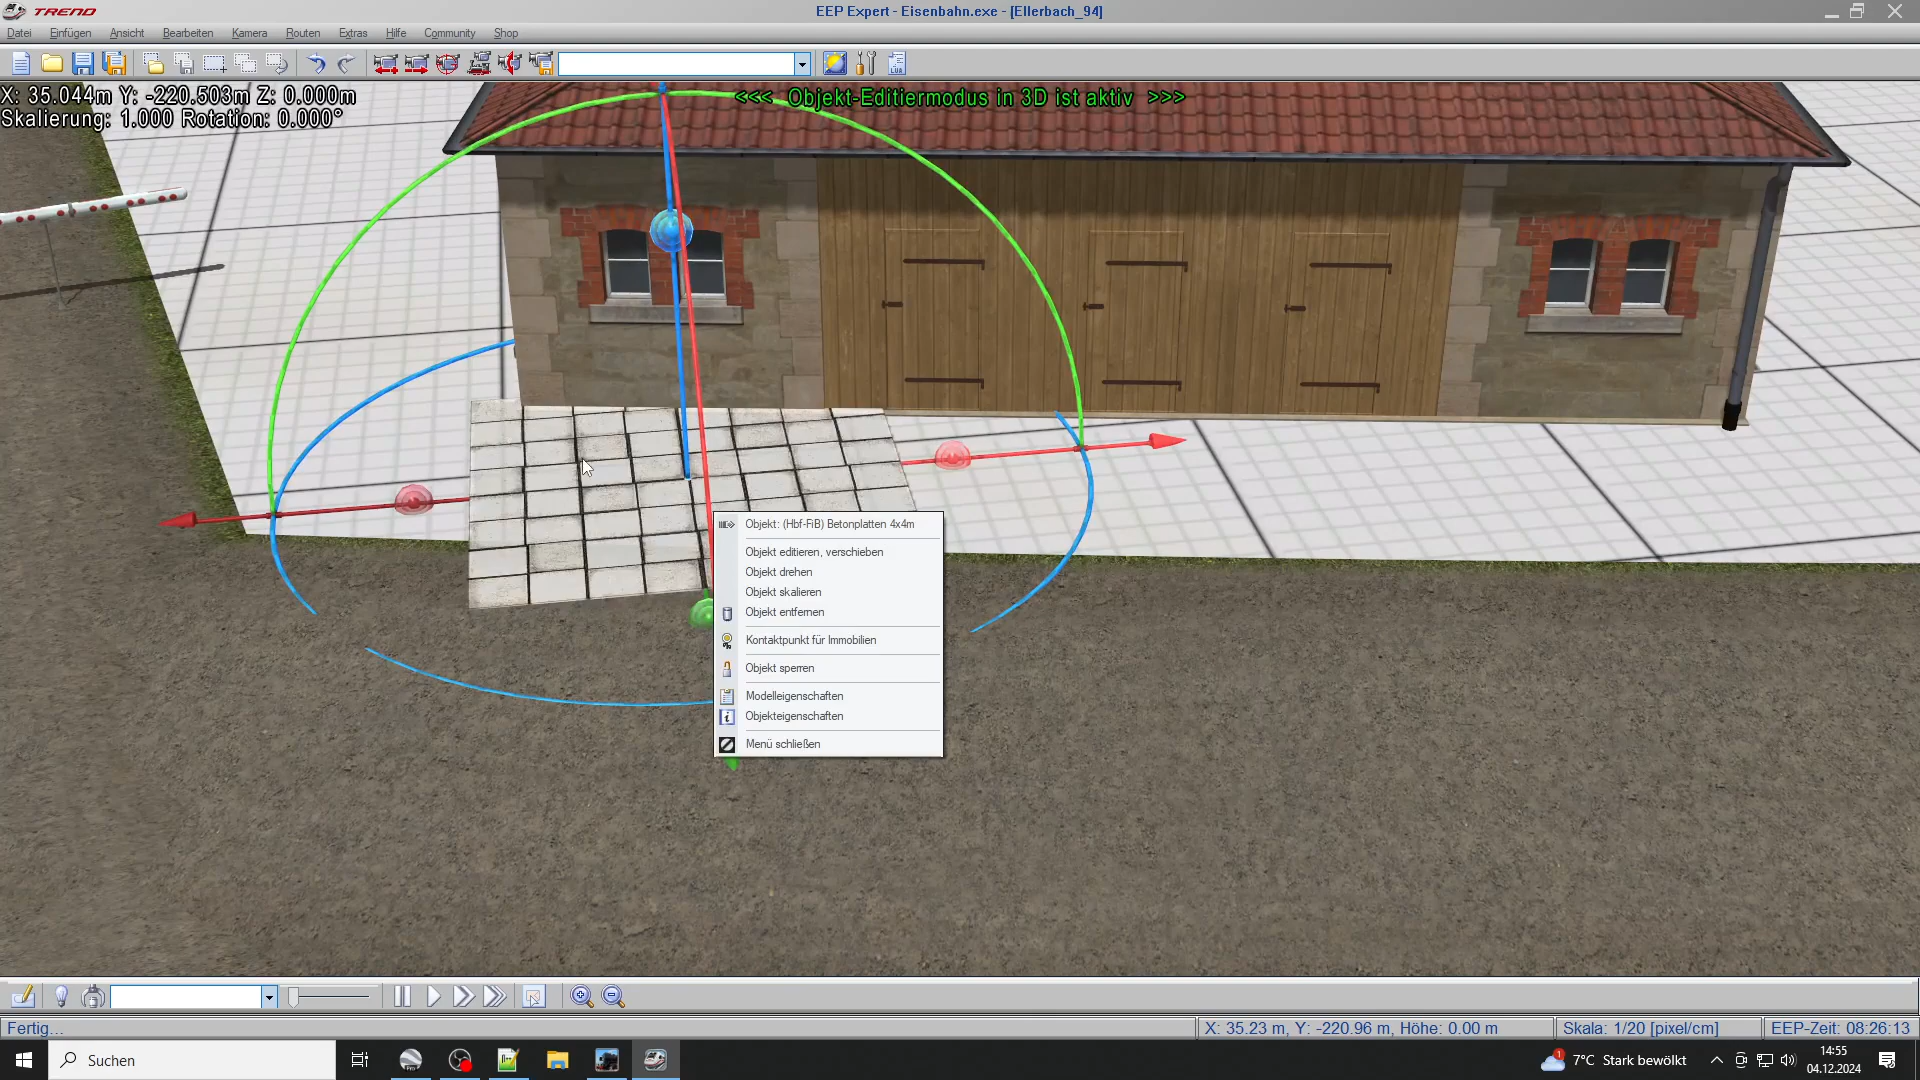 TREND
EEP Expert - Eisenbahn.exe - [Ellerbach_94]
Datei Einfügen Ansicht Bearbeiten Kamera Routen Extras Hilfe Community Shop
X: 35.044m Y: -220.503m Z: 0.000m
Skalierung: 1.000 Rotation: 0.000°
<<< Objekt-Editiermodus in 3D ist aktiv >>>
Objekt: (Hbf-FiB) Betonplatten 4x4m
Objekt editieren, verschieben
Objekt drehen
Objekt skalieren
Objekt entfernen
Kontaktpunkt für Immobilien
Objekt sperren
Modelleigenschaften
Objekteigenschaften
Menü schließen
Fertig...
X: 35.23 m, Y: -220.96 m, Höhe: 0.00 m
Skala: 1/20 [pixel/cm]
EEP-Zeit: 08:26:13
Suchen
1
7°C Stark bewölkt
14:55
04.12.2024